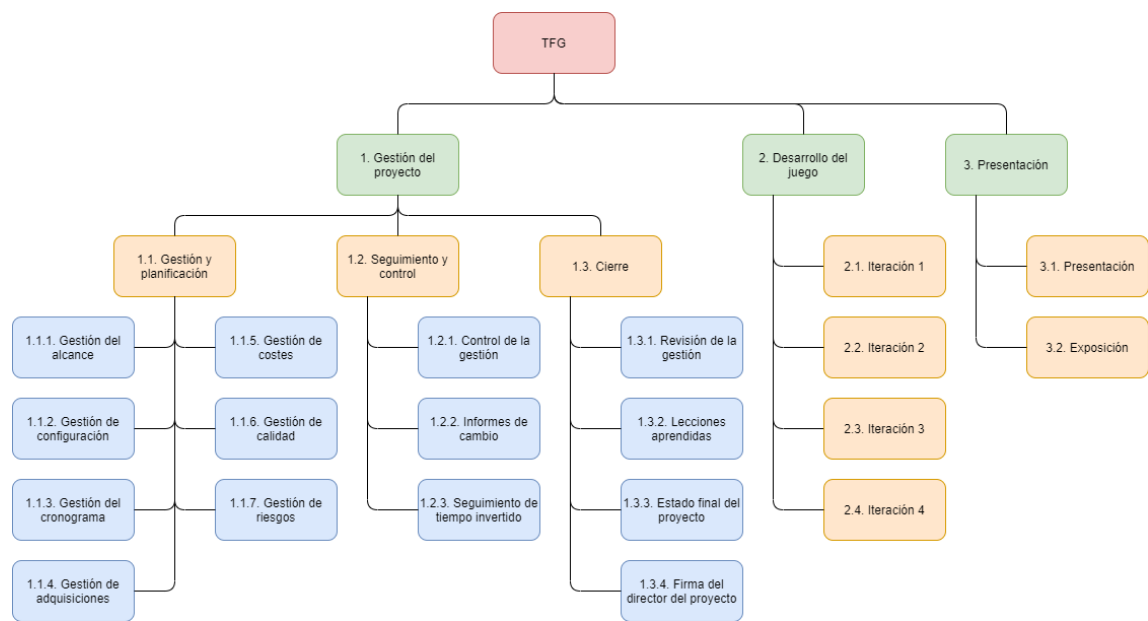 TFG
1. Gestión del
proyecto
2. Desarrollo del
juego
3. Presentación
1.1. Gestión y
planificación
1.2. Seguimiento y
control
1.3. Cierre
2.1. Iteración 1
3.1. Presentación
1.1.1. Gestión del
alcance
1.1.5. Gestión de
costes
1.2.1. Control de la
gestión
1.3.1. Revisión de la
gestión
2.2. Iteración 2
3.2. Exposición
1.1.2. Gestión de
configuración
1.1.6. Gestión de
calidad
1.2.2. Informes de
cambio
1.3.2. Lecciones
aprendidas
2.3. Iteración 3
1.1.3. Gestión del
cronograma
1.1.7. Gestión de
riesgos
1.2.3. Seguimiento de
tiempo invertido
1.3.3. Estado final del
proyecto
2.4. Iteración 4
1.1.4. Gestión de
adquisiciones
1.3.4. Firma del
director del proyecto